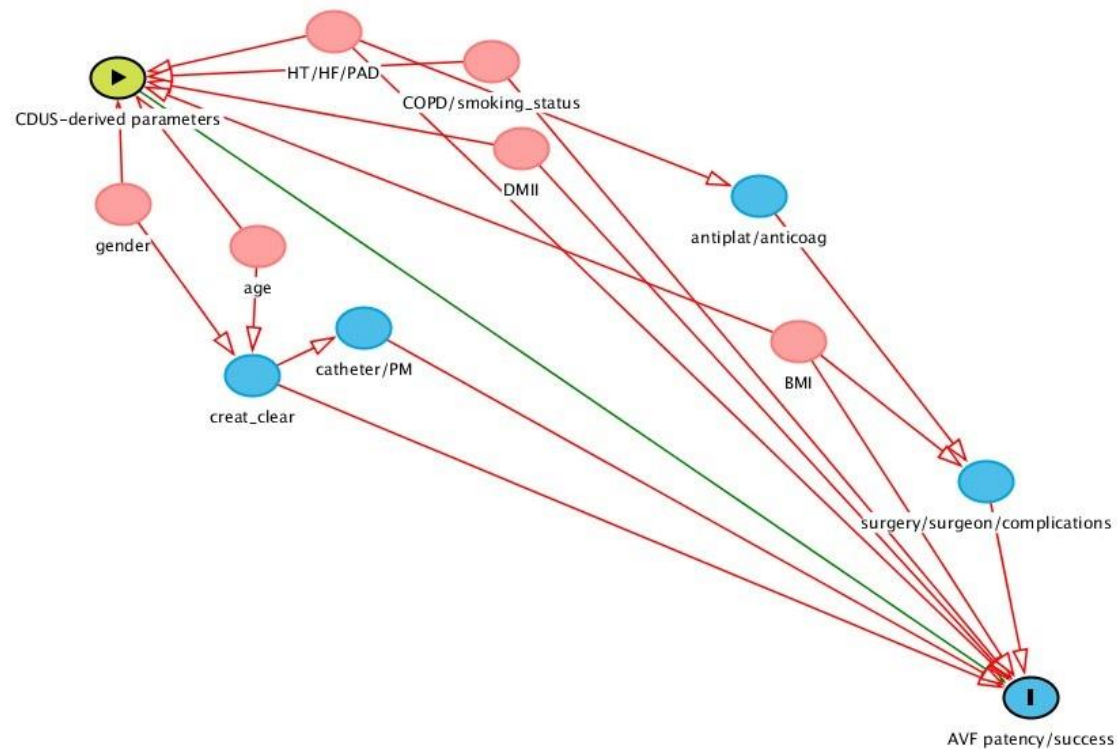 HT/HF/PAD
COPD/smoking_status
CDUS-derived parameters
DMII
gender
antiplat/anticoag
age
catheter/PM
BMI
creat_clear
surgery/surgeon/complications
AVF patency/success